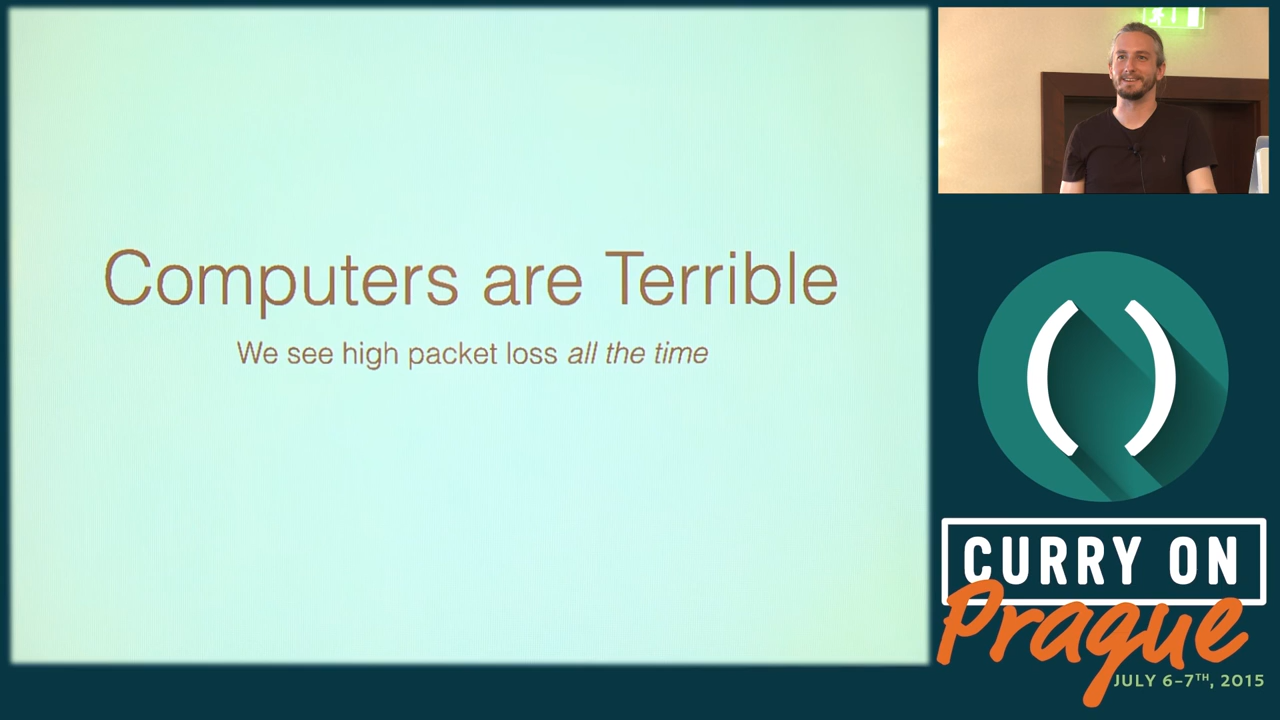 Computers are Terrible
We see high packet loss all the time
CURRY ON
Prague
JULY 6-7TH, 2015